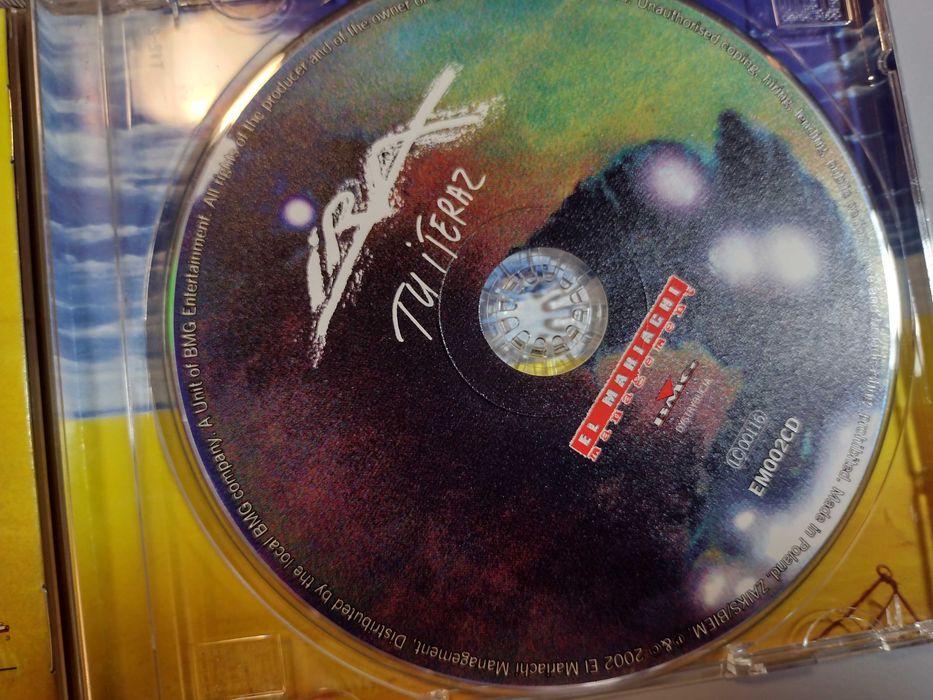 IRA
TU I TERAZ
EL MARIACHI
management
BMG
LC00116
EM002CD
All rights of the producer and of the owner of
Unauthorised copying, hiring, lending, public
prohibited. Made in Poland. ZAIKS/BIEM ℗ & © 2002 El Mariachi Management. Distributed by the local BMG company. A Unit of BMG Entertainment.